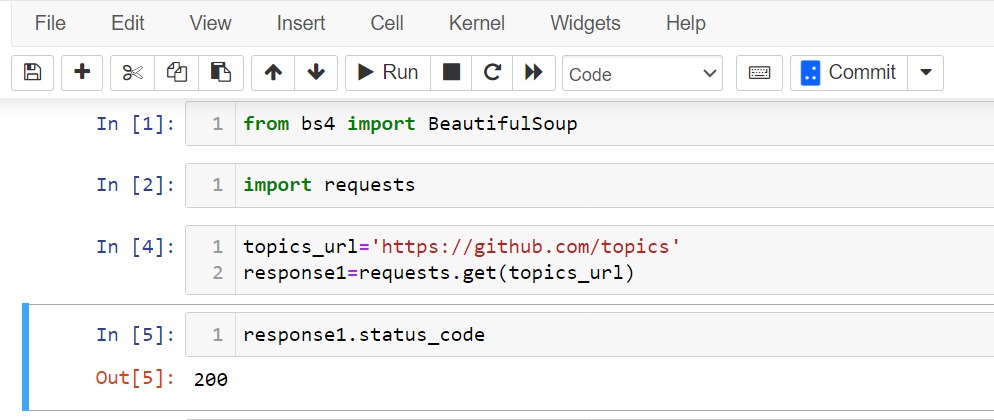 File Edit View Insert Cell Kernel Widgets Help
Run Code Commit
In [1]: 1 from bs4 import BeautifulSoup
In [2]: 1 import requests
In [4]: 1 topics_url='https://github.com/topics'
2 response1=requests.get(topics_url)
In [5]: 1 response1.status_code
Out[5]: 200